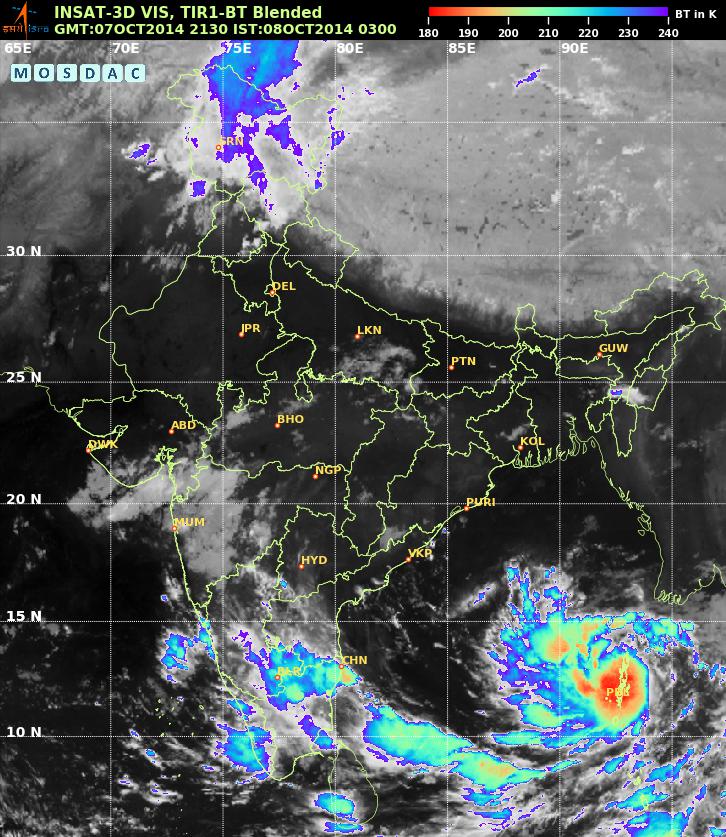 INSAT-3D VIS, TIR1-BT Blended
GMT:07OCT2014 2130 IST:08OCT2014 0300
BT in K
180 190 200 210 220 230 240
65E 70E 75E 80E 85E 90E
MOSDAC
SRN
30 N
DEL
JPR LKN
GUW
PTN
25 N
ABD BHO
DWK KOL
NGP
20 N PURI
MUM
VKP
HYD
15 N
CHN
BLR
PBL
10 N